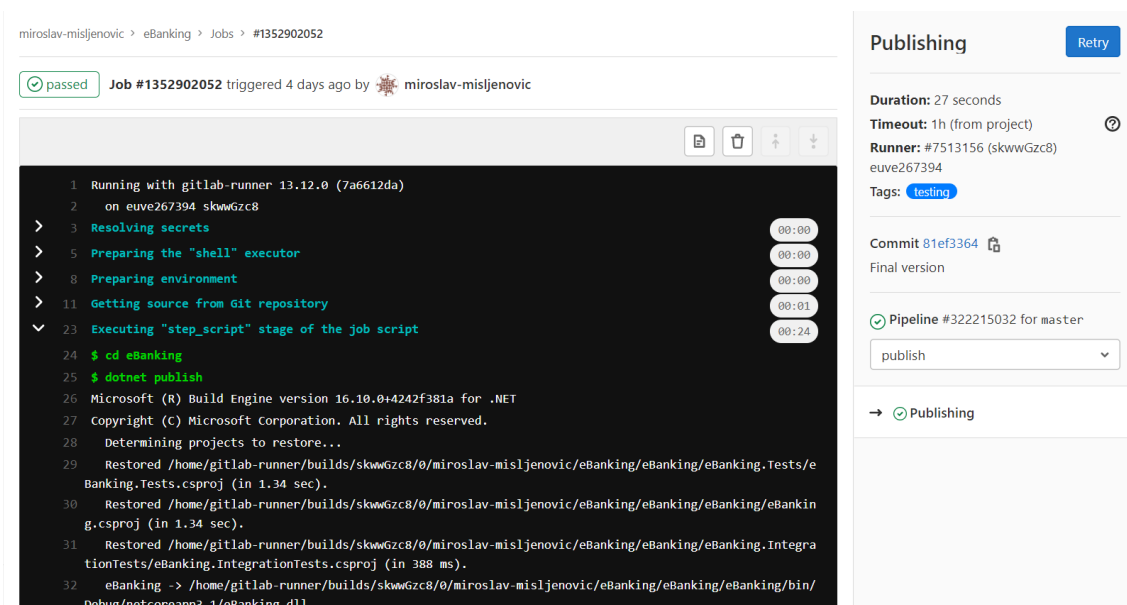 miroslav-misljenovic > eBanking > Jobs > #1352902052
passed Job #1352902052 triggered 4 days ago by miroslav-misljenovic
1 Running with gitlab-runner 13.12.0 (7a6612da)
2 on euve267394 skwwGzc8
3 Resolving secrets 00:00
5 Preparing the "shell" executor 00:00
8 Preparing environment 00:00
11 Getting source from Git repository 00:01
23 Executing "step_script" stage of the job script 00:24
24 $ cd eBanking
25 $ dotnet publish
26 Microsoft (R) Build Engine version 16.10.0+4242f381a for .NET
27 Copyright (C) Microsoft Corporation. All rights reserved.
28 Determining projects to restore...
29 Restored /home/gitlab-runner/builds/skwwGzc8/0/miroslav-misljenovic/eBanking/eBanking/eBanking.Tests/e
Banking.Tests.csproj (in 1.34 sec).
30 Restored /home/gitlab-runner/builds/skwwGzc8/0/miroslav-misljenovic/eBanking/eBanking/eBanking/eBankin
g.csproj (in 1.34 sec).
31 Restored /home/gitlab-runner/builds/skwwGzc8/0/miroslav-misljenovic/eBanking/eBanking/eBanking.Integra
tionTests/eBanking.IntegrationTests.csproj (in 388 ms).
32 eBanking -> /home/gitlab-runner/builds/skwwGzc8/0/miroslav-misljenovic/eBanking/eBanking/eBanking/bin/
Debug/netcoreapp3.1/eBanking.dll
Publishing Retry
Duration: 27 seconds
Timeout: 1h (from project)
Runner: #7513156 (skwwGzc8)
euve267394
Tags: testing
Commit 81ef3364
Final version
Pipeline #322215032 for master
publish
→ Publishing